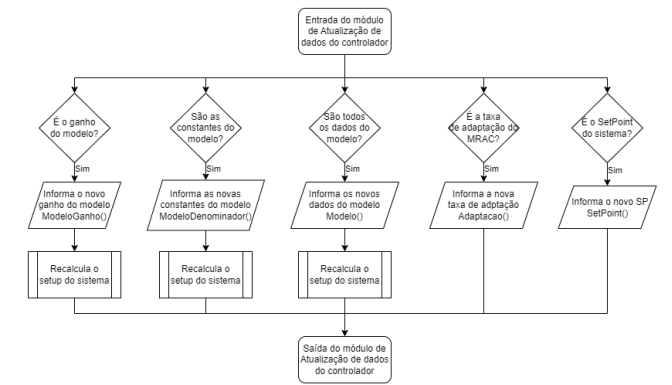 Entrada do módulo
de Atualização de
dados do controlador
É o ganho
do modelo?
São as
constantes do
modelo?
São todos
os dados do
modelo?
É a taxa
de adaptação do
MRAC?
É o SetPoint
do sistema?
Sim
Sim
Sim
Sim
Sim
Informa o novo
ganho do modelo
ModeloGanho()
Informa as novas
constantes do modelo
ModeloDenominador()
Informa os novos
dados do modelo
Modelo()
Informa a nova
taxa de adptação
Adaptacao()
Informa o novo SP
SetPoint()
Recalcula o
setup do sistema
Recalcula o
setup do sistema
Recalcula o
setup do sistema
Saída do módulo de
Atualização de dados
do controlador